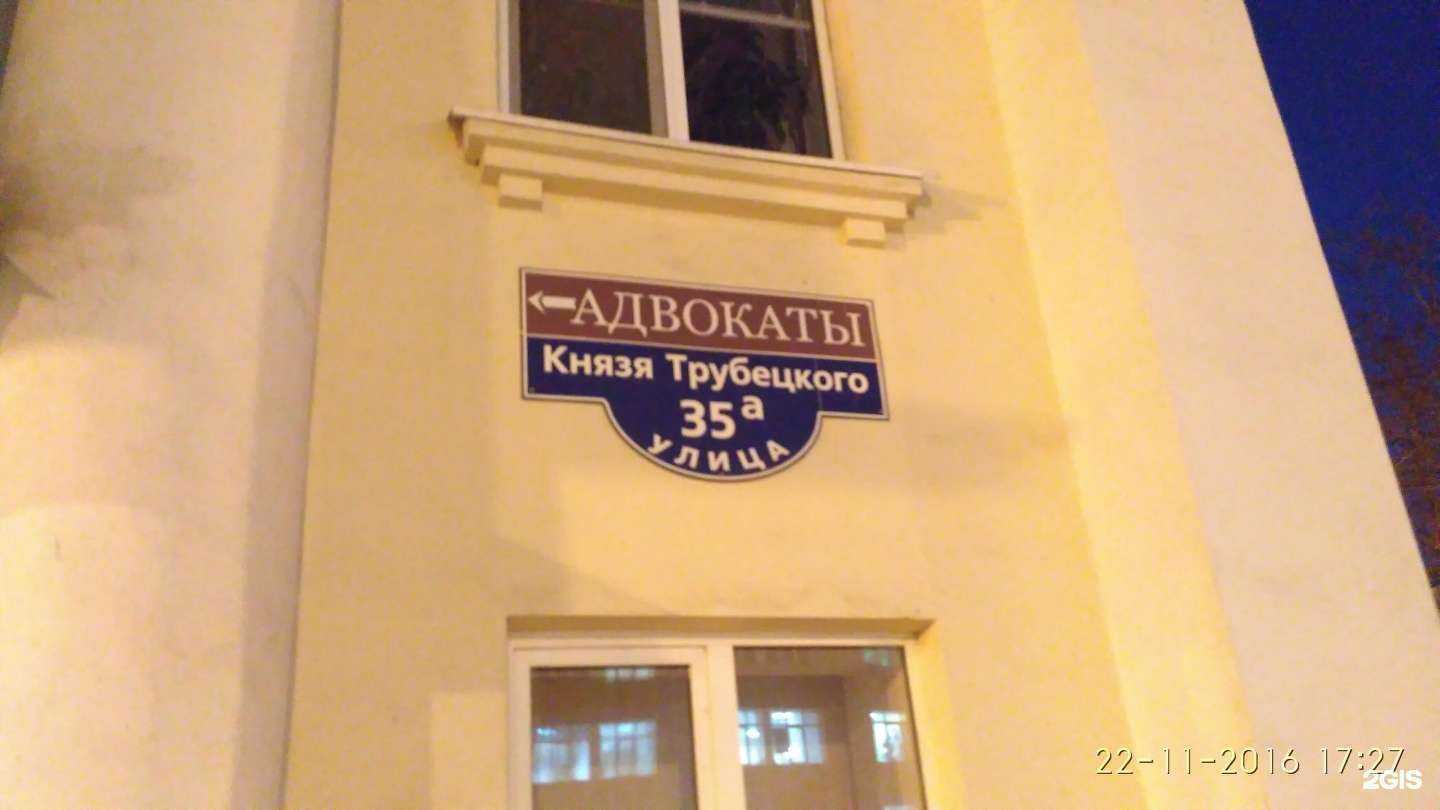 АДВОКАТЫ
Князя Трубецкого
35а
УЛИЦА
22-11-2016 17:27
2GIS